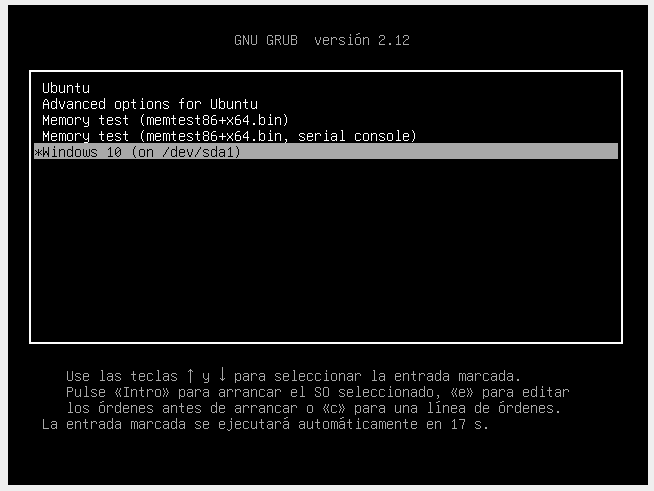 GNU GRUB  versión 2.12
Ubuntu
Advanced options for Ubuntu
Memory test (memtest86+x64.bin)
Memory test (memtest86+x64.bin, serial console)
*Windows 10 (on /dev/sda1)
Use las teclas ↑ y ↓ para seleccionar la entrada marcada.
Pulse «Intro» para arrancar el SO seleccionado, «e» para editar
los órdenes antes de arrancar o «c» para una línea de órdenes.
La entrada marcada se ejecutará automáticamente en 17 s.